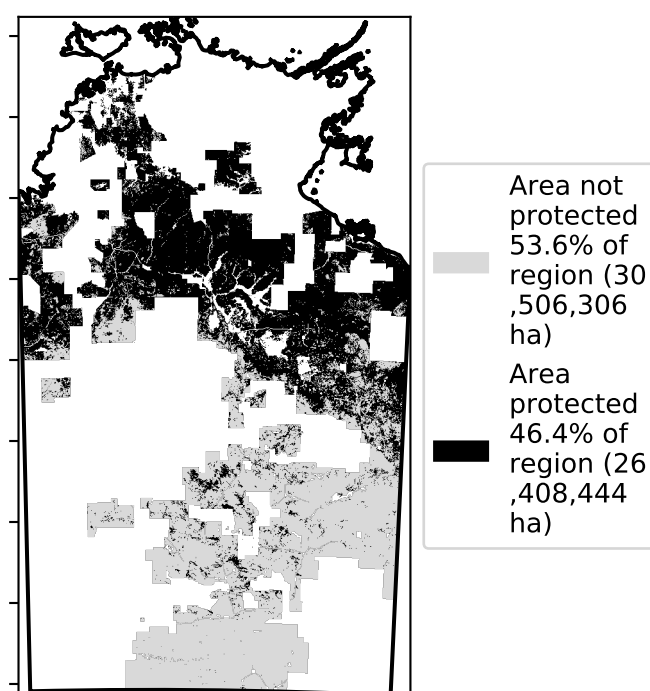 Area not
protected
53.6% of
region (30
,506,306
ha)
Area
protected
46.4% of
region (26
,408,444
ha)